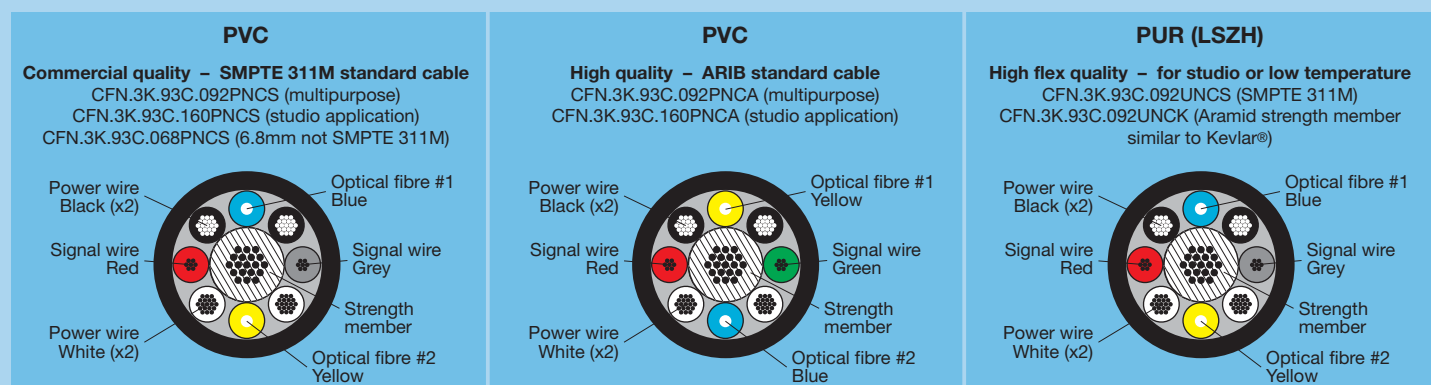 PVC
Commercial quality – SMPTE 311M standard cable
CFN.3K.93C.092PNCS (multipurpose)
CFN.3K.93C.160PNCS (studio application)
CFN.3K.93C.068PNCS (6.8mm not SMPTE 311M)
Power wire
Black (x2)
Optical fibre #1
Blue
Signal wire
Red
Signal wire
Grey
Power wire
White (x2)
Strength
member
Optical fibre #2
Yellow
PVC
High quality – ARIB standard cable
CFN.3K.93C.092PNCA (multipurpose)
CFN.3K.93C.160PNCA (studio application)
Power wire
Black (x2)
Optical fibre #1
Yellow
Signal wire
Red
Signal wire
Green
Power wire
White (x2)
Strength
member
Optical fibre #2
Blue
PUR (LSZH)
High flex quality – for studio or low temperature
CFN.3K.93C.092UNCS (SMPTE 311M)
CFN.3K.93C.092UNCK (Aramid strength member
similar to Kevlar®)
Power wire
Black (x2)
Optical fibre #1
Blue
Signal wire
Red
Signal wire
Grey
Power wire
White (x2)
Strength
member
Optical fibre #2
Yellow